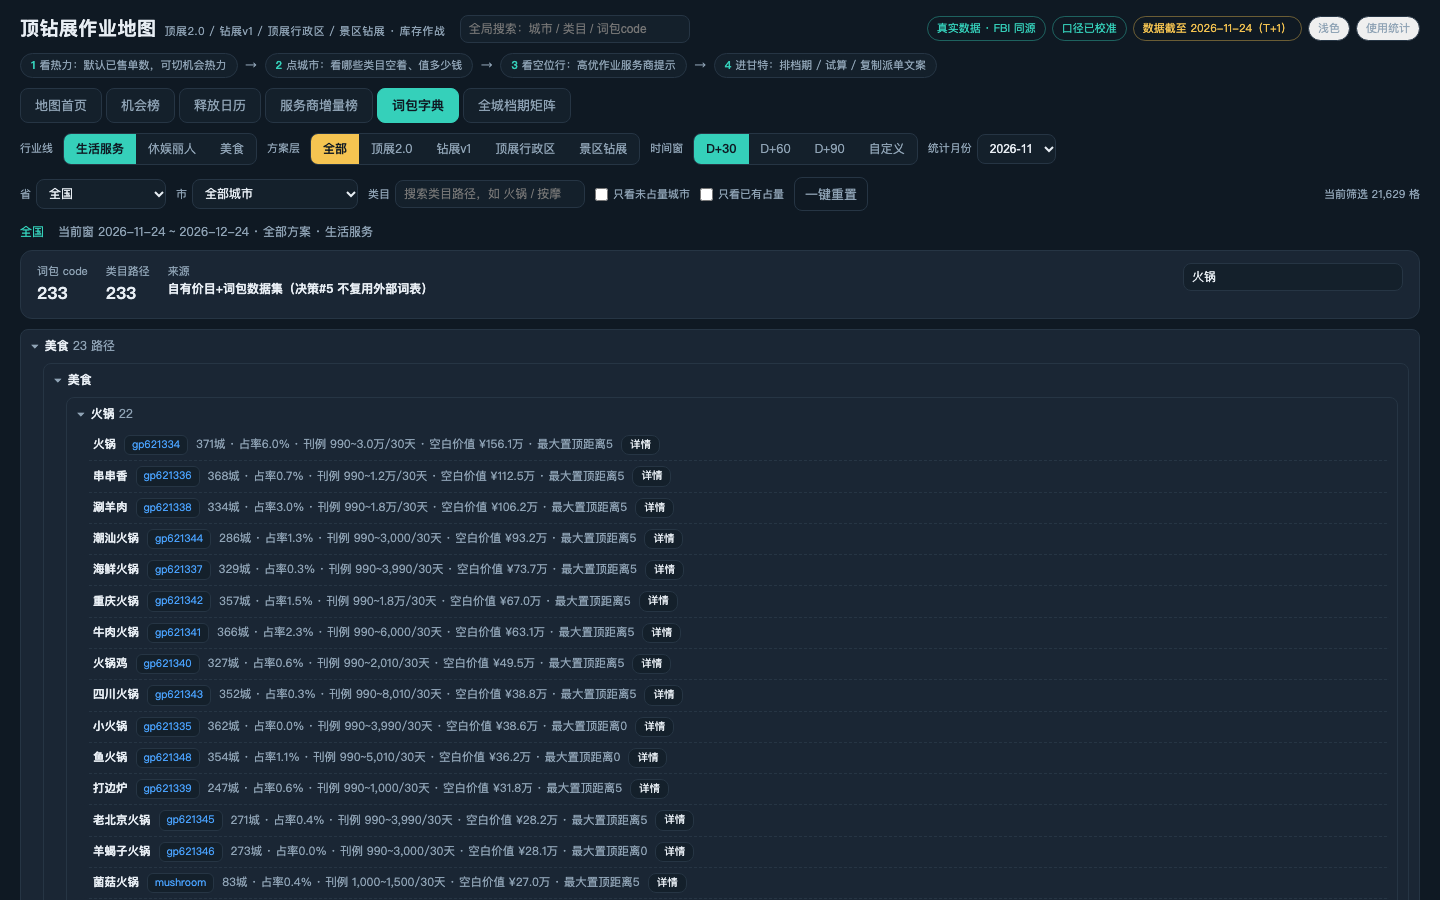 顶钻展作业地图 顶展2.0 / 钻展v1 / 顶展行政区 / 景区钻展 · 库存作战 全局搜索：城市 / 类目 / 词包code 真实数据 · FBI 同源 口径已校准 数据截至 2026-11-24（T+1） 浅色 使用统计
1 看热力：默认已售单数，可切机会热力 → 2 点城市：看哪些类目空着、值多少钱 → 3 看空位行：高优作业服务商提示 → 4 进甘特：排档期 / 试算 / 复制派单文案
地图首页 机会榜 释放日历 服务商增量榜 词包字典 全城档期矩阵
行业线 生活服务 休娱丽人 美食 方案层 全部 顶展2.0 钻展v1 顶展行政区 景区钻展 时间窗 D+30 D+60 D+90 自定义 统计月份 2026-11
省 全国 市 全部城市 类目 搜索类目路径，如 火锅 / 按摩 只看未占量城市 只看已有占量 一键重置 当前筛选 21,629 格
全国 当前窗 2026-11-24 ~ 2026-12-24 · 全部方案 · 生活服务
词包 code 类目路径 来源
233 233 自有价目+词包数据集（决策#5 不复用外部词表） 火锅
美食 23 路径
美食
火锅 22
火锅 gp621334 371城 · 占率6.0% · 刊例 990~3.0万/30天 · 空白价值 ¥156.1万 · 最大置顶距离5 详情
串串香 gp621336 368城 · 占率0.7% · 刊例 990~1.2万/30天 · 空白价值 ¥112.5万 · 最大置顶距离5 详情
涮羊肉 gp621338 334城 · 占率3.0% · 刊例 990~1.8万/30天 · 空白价值 ¥106.2万 · 最大置顶距离5 详情
潮汕火锅 gp621344 286城 · 占率1.3% · 刊例 990~3,000/30天 · 空白价值 ¥93.2万 · 最大置顶距离5 详情
海鲜火锅 gp621337 329城 · 占率0.3% · 刊例 990~3,990/30天 · 空白价值 ¥73.7万 · 最大置顶距离5 详情
重庆火锅 gp621342 357城 · 占率1.5% · 刊例 990~1.8万/30天 · 空白价值 ¥67.0万 · 最大置顶距离5 详情
牛肉火锅 gp621341 366城 · 占率2.3% · 刊例 990~6,000/30天 · 空白价值 ¥63.1万 · 最大置顶距离5 详情
火锅鸡 gp621340 327城 · 占率0.6% · 刊例 990~2,010/30天 · 空白价值 ¥49.5万 · 最大置顶距离5 详情
四川火锅 gp621343 352城 · 占率0.3% · 刊例 990~8,010/30天 · 空白价值 ¥38.8万 · 最大置顶距离5 详情
小火锅 gp621335 362城 · 占率0.0% · 刊例 990~3,990/30天 · 空白价值 ¥38.6万 · 最大置顶距离0 详情
鱼火锅 gp621348 354城 · 占率1.1% · 刊例 990~5,010/30天 · 空白价值 ¥36.2万 · 最大置顶距离0 详情
打边炉 gp621339 247城 · 占率0.6% · 刊例 990~1,000/30天 · 空白价值 ¥31.8万 · 最大置顶距离5 详情
老北京火锅 gp621345 271城 · 占率0.4% · 刊例 990~3,990/30天 · 空白价值 ¥28.2万 · 最大置顶距离5 详情
羊蝎子火锅 gp621346 273城 · 占率0.0% · 刊例 990~3,000/30天 · 空白价值 ¥28.1万 · 最大置顶距离0 详情
菌菇火锅 mushroom 83城 · 占率0.4% · 刊例 1,000~1,500/30天 · 空白价值 ¥27.0万 · 最大置顶距离5 详情